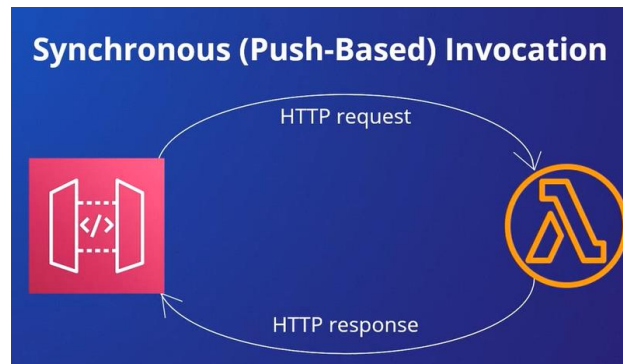 Synchronous (Push-Based) Invocation
HTTP request
</>
HTTP response